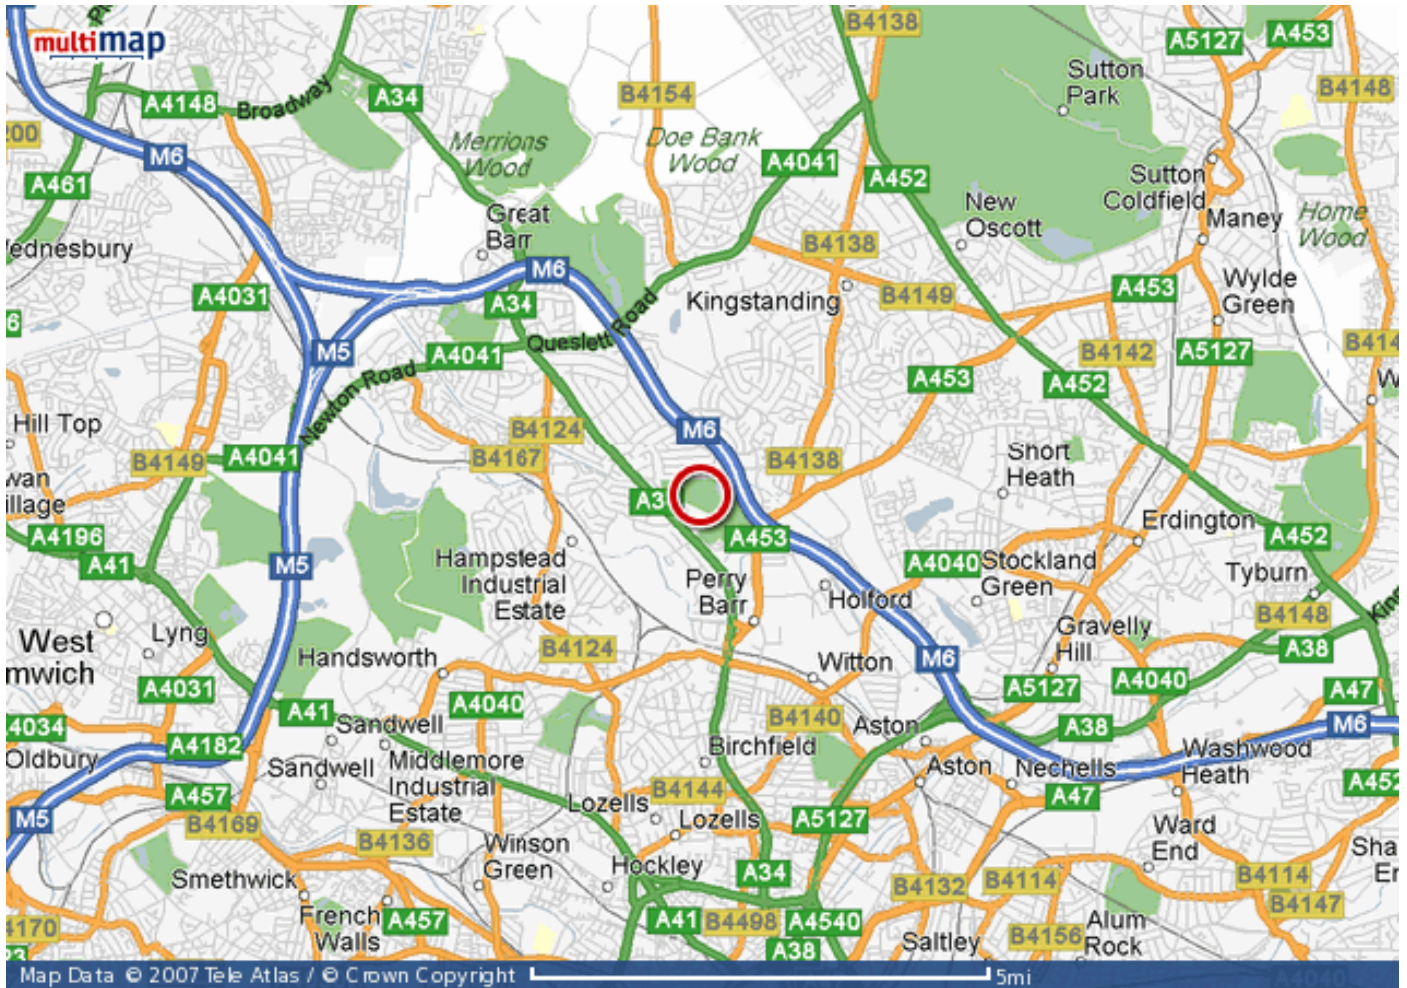 B4138
A5127
A453
multimap
Sutton
Park
A34
B4154
B4148
A4148
Broadway
Merrions
Wood
Doe Bank
Wood
M6
A4041
A461
A452
Sutton
Coldfield
New
Oscott
Great
Barr
Maney
Home
Wood
B4138
M6
Wylde
Green
A4031
A34
Kingstanding
B4149
A453
Queslett Road
M5
A4041
B4142
A5127
Newton Road
A453
A452
Hill Top
B4124
M6
B4149
A4041
B4167
B4138
Short
Heath
A3
A4196
A453
Erdington
A452
A41
M5
Hampstead
Industrial
Estate
A4040
Stockland
Green
Tyburn
Perry
Barr
Holford
B4148
West
Lyng
Gravelly
Hill
Handsworth
B4124
Witton
M6
A38
A4031
A4040
A5127
A4040
A47
A4034
A41
Sandwell
B4140
Aston
A38
M6
Oldbury
A4182
Birchfield
Washwood
Heath
Sandwell
Middlemore
Industrial
Estate
Aston
Nechells
A457
B4144
A47
M5
B4169
Lozells
Lozells
A5127
Ward
End
B4136
Winson
Green
Hockley
A34
Smethwick
B4132
B4114
B4114
B4147
French
Walls
A457
A41
B4498
A4540
Alum
Rock
A38
Saltley
B4156
Map Data © 2007 Tele Atlas / © Crown Copyright
5mi
A4040